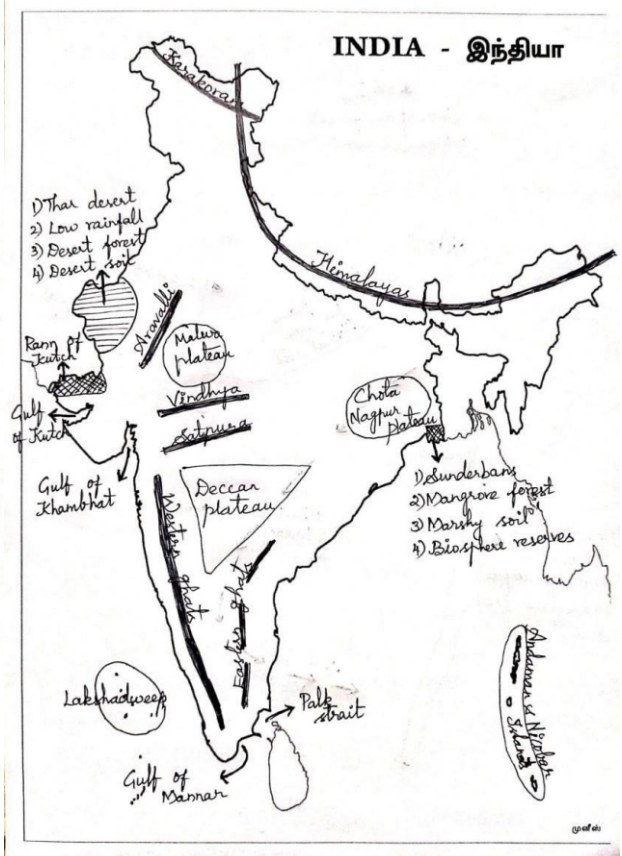 INDIA - இந்தியா
Karakoram
1) Thar desert
2) Low rainfall
3) Desert forest
4) Desert soil
Himalayas
Aravalli
Rann of
Kutch
Malwa
plateau
Vindhya
Satpura
Chota
Nagpur
plateau
Gulf
of Kutch
Gulf of
Khambhat
Deccan
plateau
1) Sunderbans
2) Mangrove forest
3) Marshy soil
4) Biosphere reserves
Western ghats
Eastern ghats
Lakshadweep
Palk
strait
Andaman & Nicobar
Islands
Gulf of
Mannar
முனீஸ்